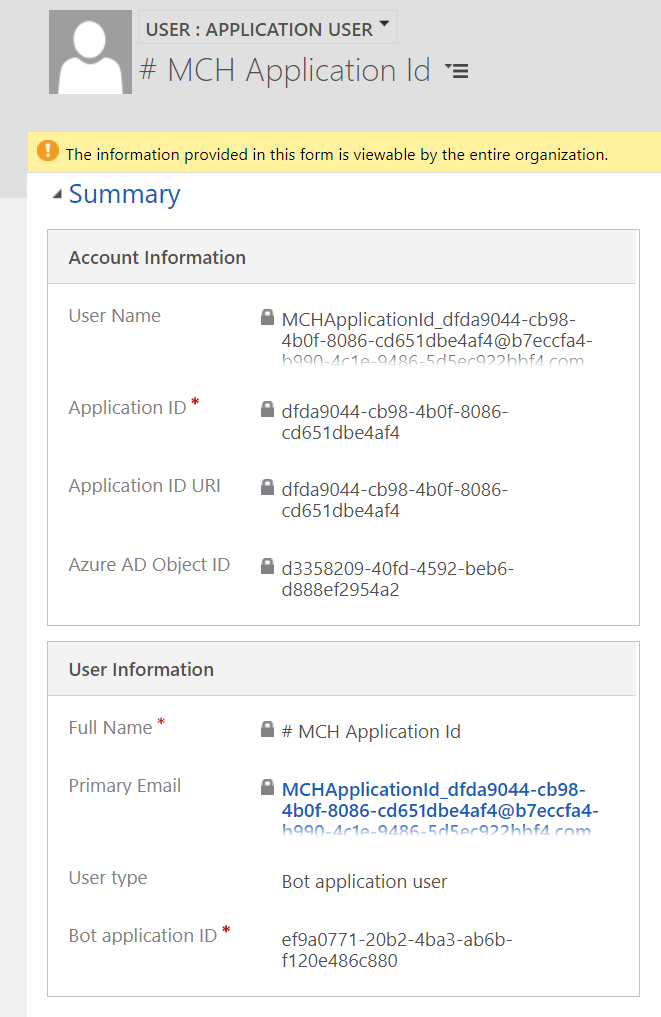 USER : APPLICATION USER
# MCH Application Id
The information provided in this form is viewable by the entire organization.
Summary
Account Information
User Name
MCHApplicationId_dfda9044-cb98-
4b0f-8086-cd651dbe4af4@b7eccfa4-
b990-4c1e-9486-5d5ec922bbf4.com
Application ID *
dfda9044-cb98-4b0f-8086-
cd651dbe4af4
Application ID URI
dfda9044-cb98-4b0f-8086-
cd651dbe4af4
Azure AD Object ID
d3358209-40fd-4592-beb6-
d888ef2954a2
User Information
Full Name *
# MCH Application Id
Primary Email
MCHApplicationId_dfda9044-cb98-
4b0f-8086-cd651dbe4af4@b7eccfa4-
b990-4c1e-9486-5d5ec922bbf4.com
User type
Bot application user
Bot application ID *
ef9a0771-20b2-4ba3-ab6b-
f120e486c880